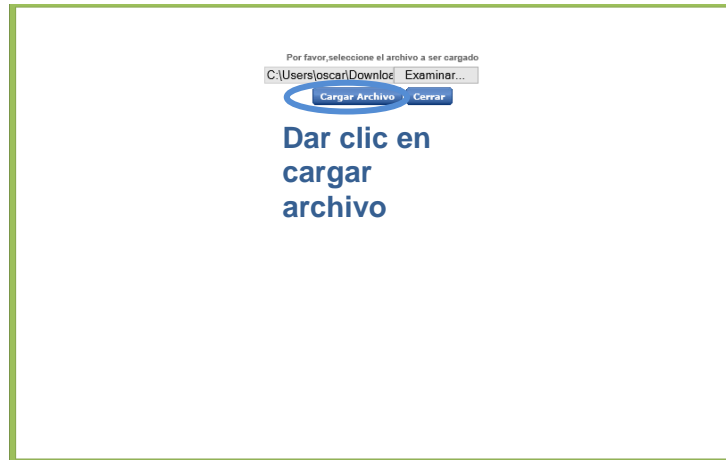 Por favor,seleccione el archivo a ser cargado
C:\Users\oscar\Downloa Examinar...
Cargar Archivo Cerrar
Dar clic en
cargar
archivo